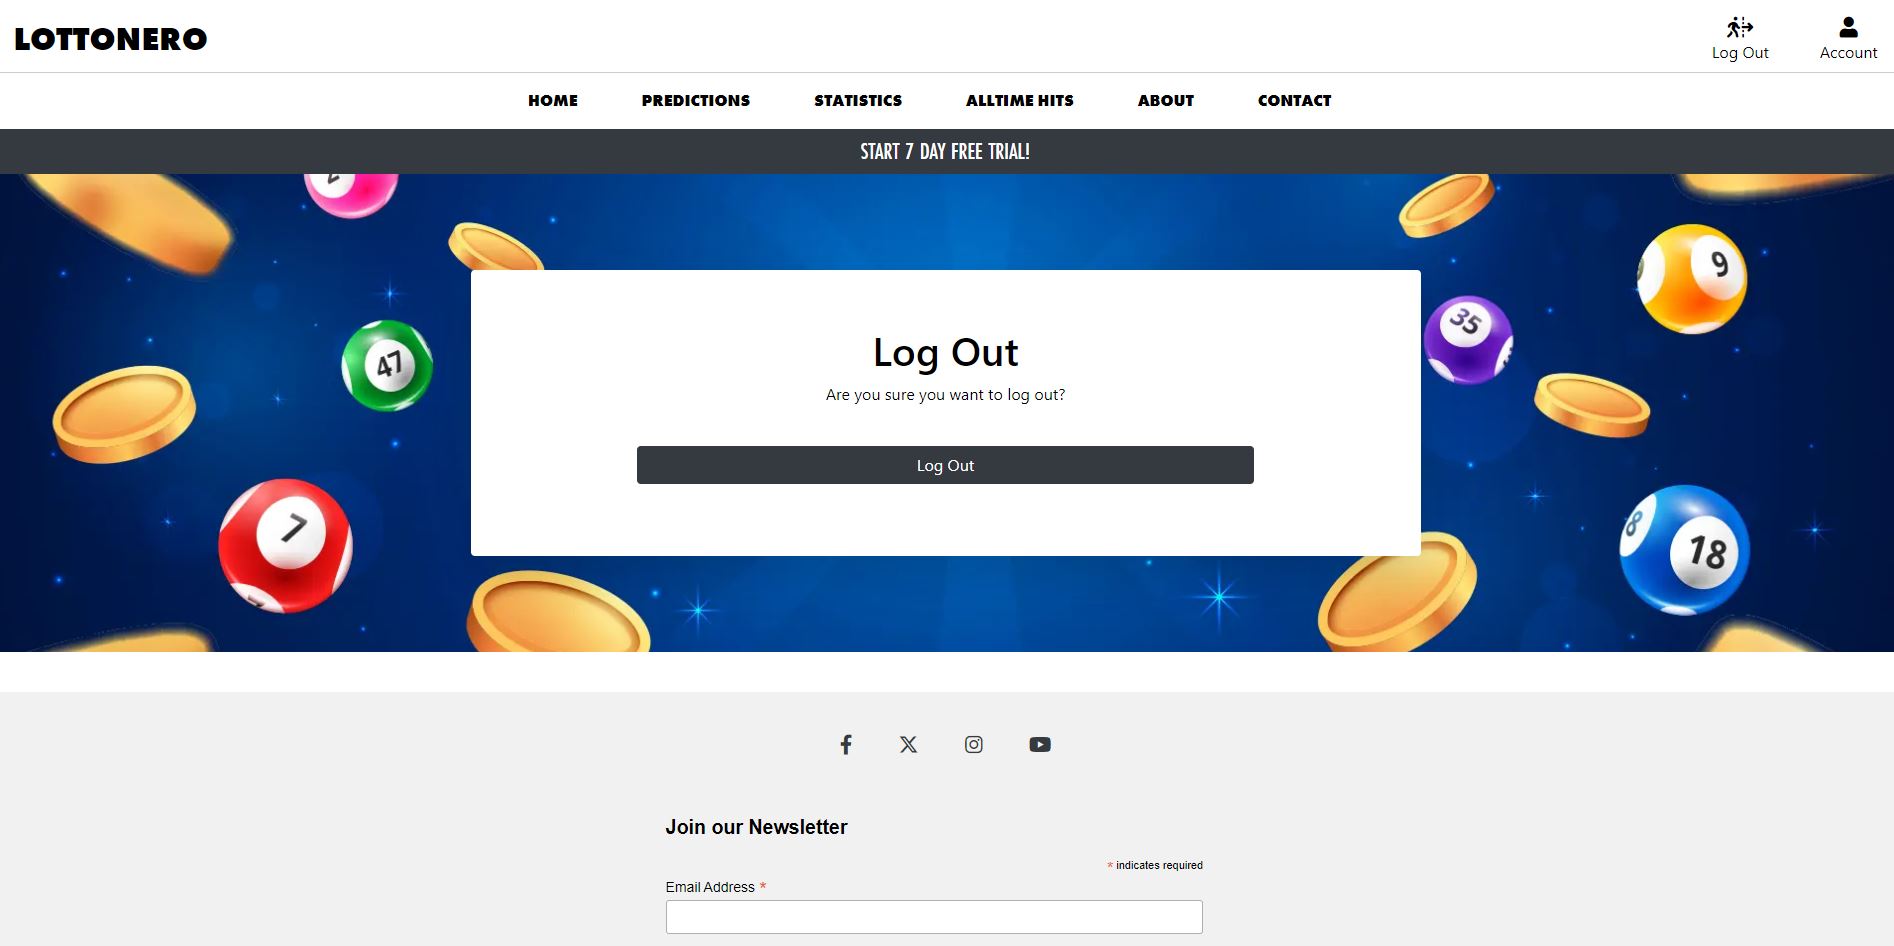 LOTTONERO
Log Out
Account
HOME
PREDICTIONS
STATISTICS
ALLTIME HITS
ABOUT
CONTACT
START 7 DAY FREE TRIAL!
2
9
35
47
Log Out
Are you sure you want to log out?
Log Out
7
8
18
Join our Newsletter
* indicates required
Email Address *